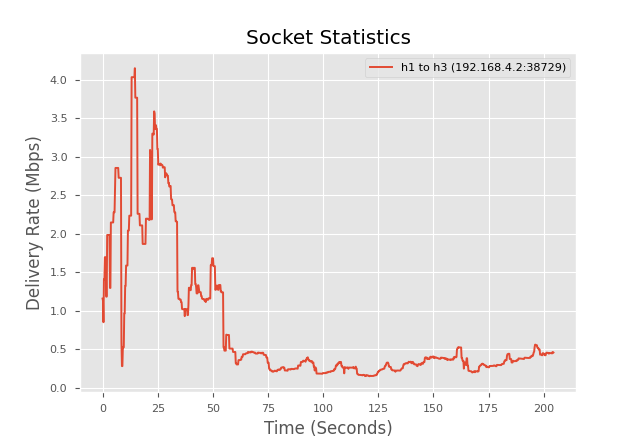 Socket Statistics
h1 to h3 (192.168.4.2:38729)
Delivery Rate (Mbps)
4.0
3.5
3.0
2.5
2.0
1.5
1.0
0.5
0.0
0 25 50 75 100 125 150 175 200
Time (Seconds)